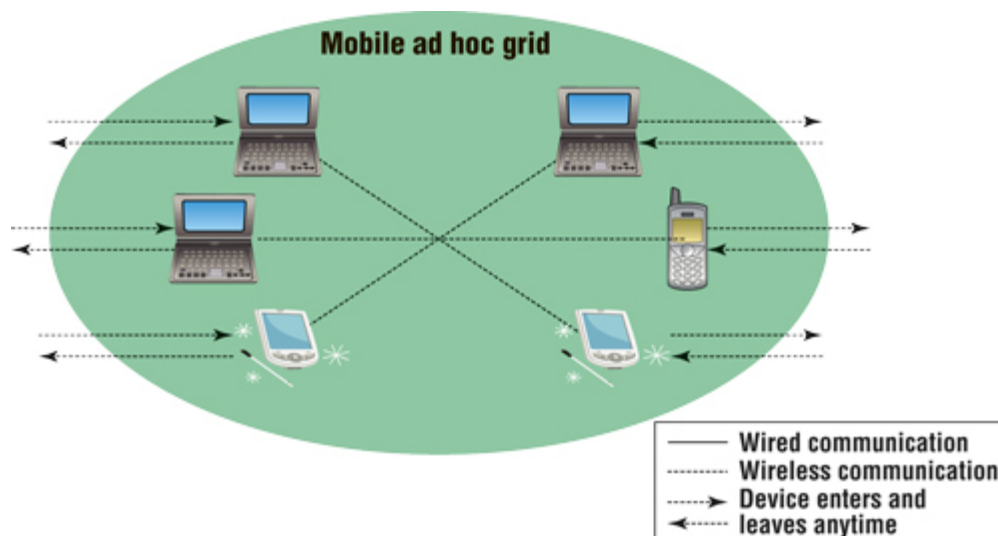 Mobile ad hoc grid
Wired communication
Wireless communication
Device enters and
leaves anytime